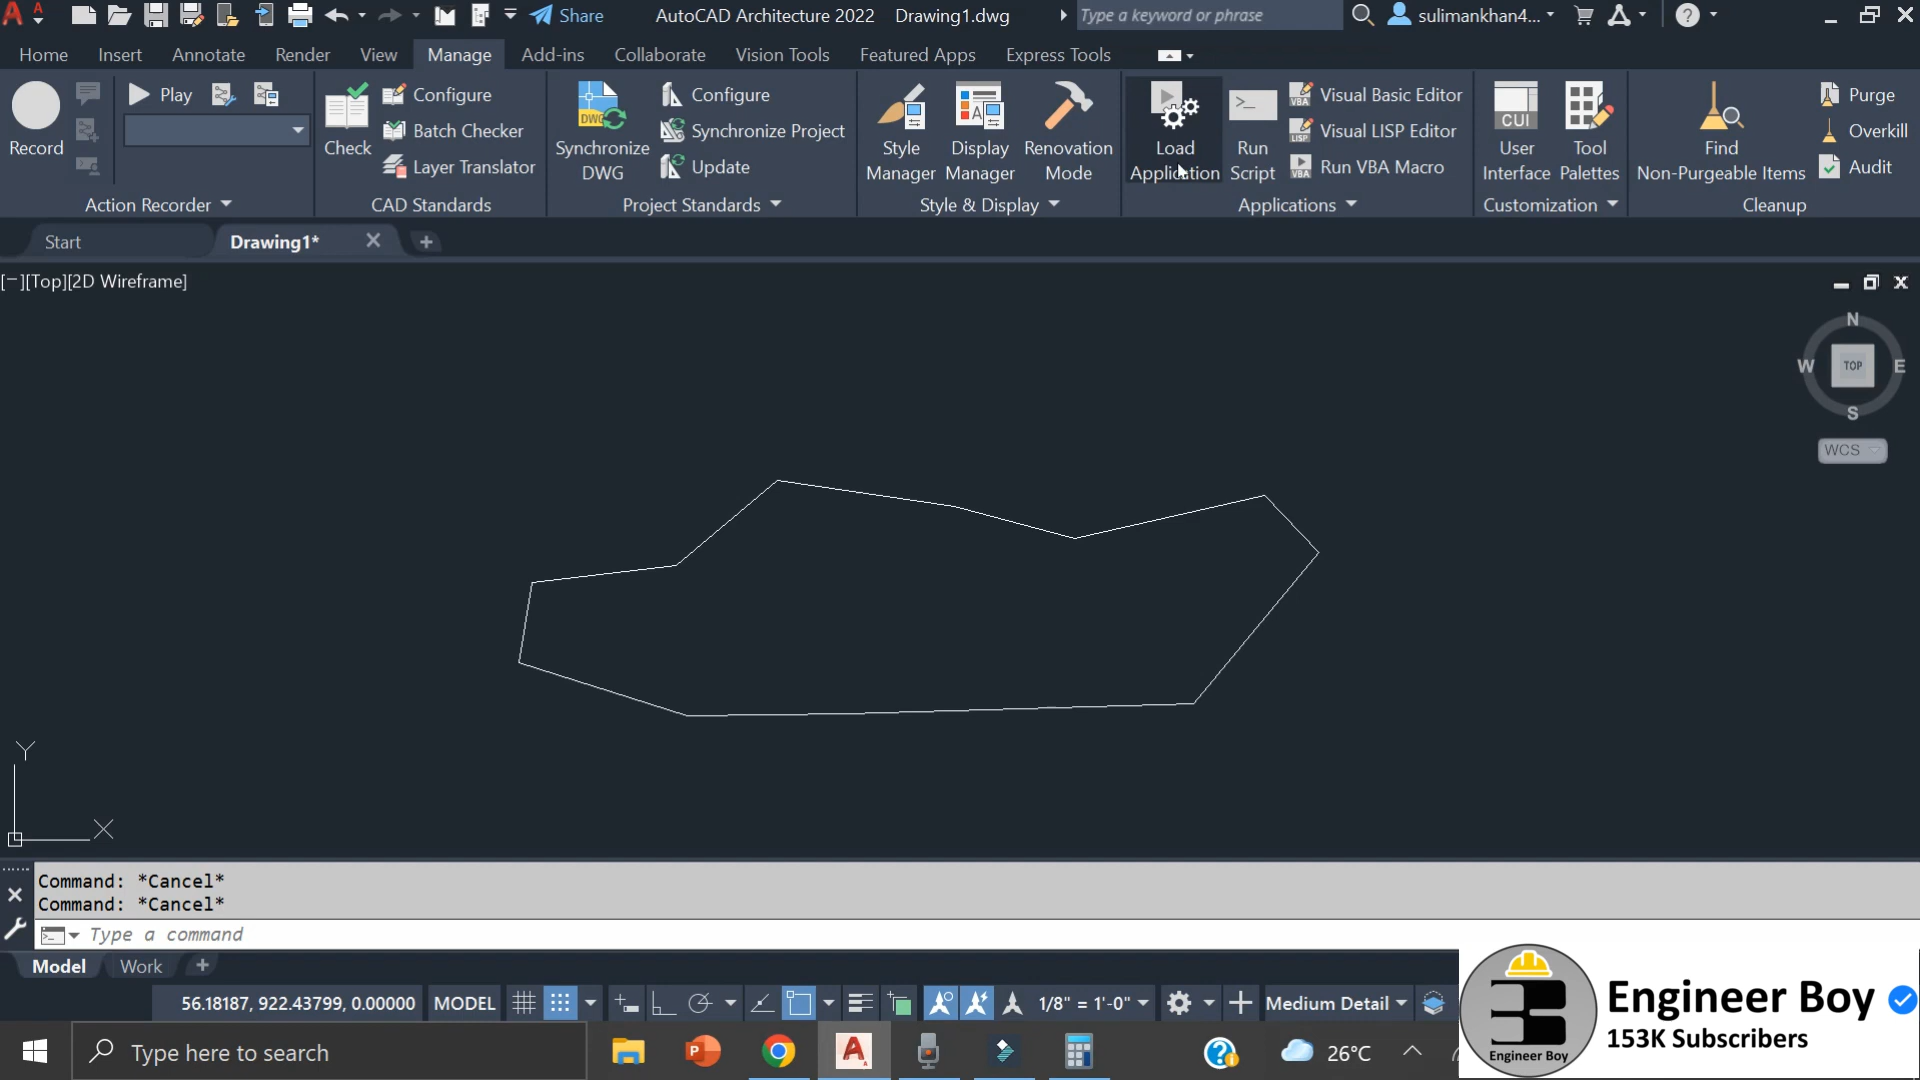 Share
AutoCAD Architecture 2022 Drawing1.dwg
Type a keyword or phrase
sulimankhan4...
Home Insert Annotate Render View Manage Add-ins Collaborate Vision Tools Featured Apps Express Tools
Record
Play
Action Recorder
Check
Configure
Batch Checker
Layer Translator
CAD Standards
DWG
Synchronize
DWG
Configure
Synchronize Project
Update
Project Standards
Style
Manager
Display
Manager
Renovation
Mode
Style & Display
Load
Application
Run
Script
VBA Visual Basic Editor
LISP Visual LISP Editor
VBA Run VBA Macro
Applications
CUI
User
Interface
Tool
Palettes
Customization
Find
Non-Purgeable Items
Purge
Overkill
Audit
Cleanup
Start
Drawing1*
[−][Top][2D Wireframe]
N
W TOP E
S
WCS
Y
X
Command: *Cancel*
Command: *Cancel*
Type a command
Model Work
56.18187, 922.43799, 0.00000 MODEL
1/8" = 1'-0"
Medium Detail
Type here to search
26°C
Engineer Boy
153K Subscribers
Engineer Boy